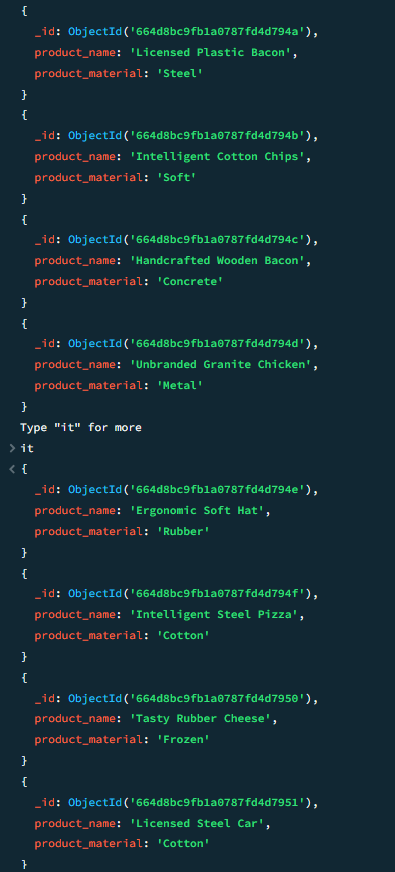 {
_id: ObjectId('664d8bc9fb1a0787fd4d794a'),
product_name: 'Licensed Plastic Bacon',
product_material: 'Steel'
}
{
_id: ObjectId('664d8bc9fb1a0787fd4d794b'),
product_name: 'Intelligent Cotton Chips',
product_material: 'Soft'
}
{
_id: ObjectId('664d8bc9fb1a0787fd4d794c'),
product_name: 'Handcrafted Wooden Bacon',
product_material: 'Concrete'
}
{
_id: ObjectId('664d8bc9fb1a0787fd4d794d'),
product_name: 'Unbranded Granite Chicken',
product_material: 'Metal'
}
Type "it" for more
> it
< {
_id: ObjectId('664d8bc9fb1a0787fd4d794e'),
product_name: 'Ergonomic Soft Hat',
product_material: 'Rubber'
}
{
_id: ObjectId('664d8bc9fb1a0787fd4d794f'),
product_name: 'Intelligent Steel Pizza',
product_material: 'Cotton'
}
{
_id: ObjectId('664d8bc9fb1a0787fd4d7950'),
product_name: 'Tasty Rubber Cheese',
product_material: 'Frozen'
}
{
_id: ObjectId('664d8bc9fb1a0787fd4d7951'),
product_name: 'Licensed Steel Car',
product_material: 'Cotton'
}